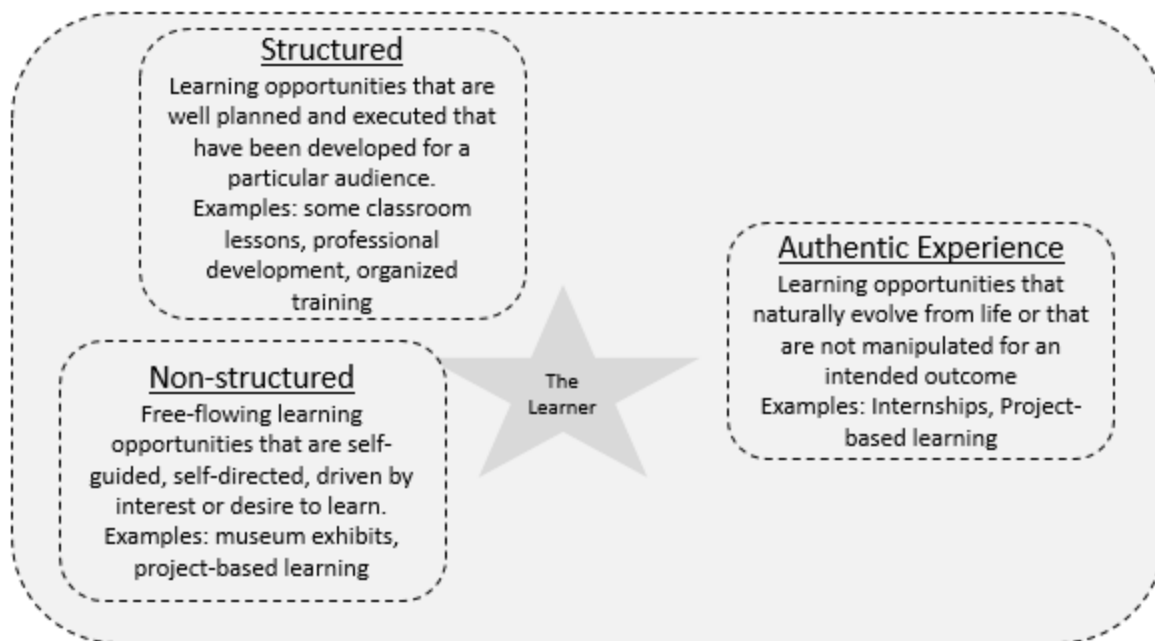 Structured
Learning opportunities that are
well planned and executed that
have been developed for a
particular audience.
Examples: some classroom
lessons, professional
development, organized
training
Non-structured
Free-flowing learning
opportunities that are self-
guided, self-directed, driven by
interest or desire to learn.
Examples: museum exhibits,
project-based learning
The
Learner
Authentic Experience
Learning opportunities that
naturally evolve from life or that
are not manipulated for an
intended outcome
Examples: Internships, Project-
based learning